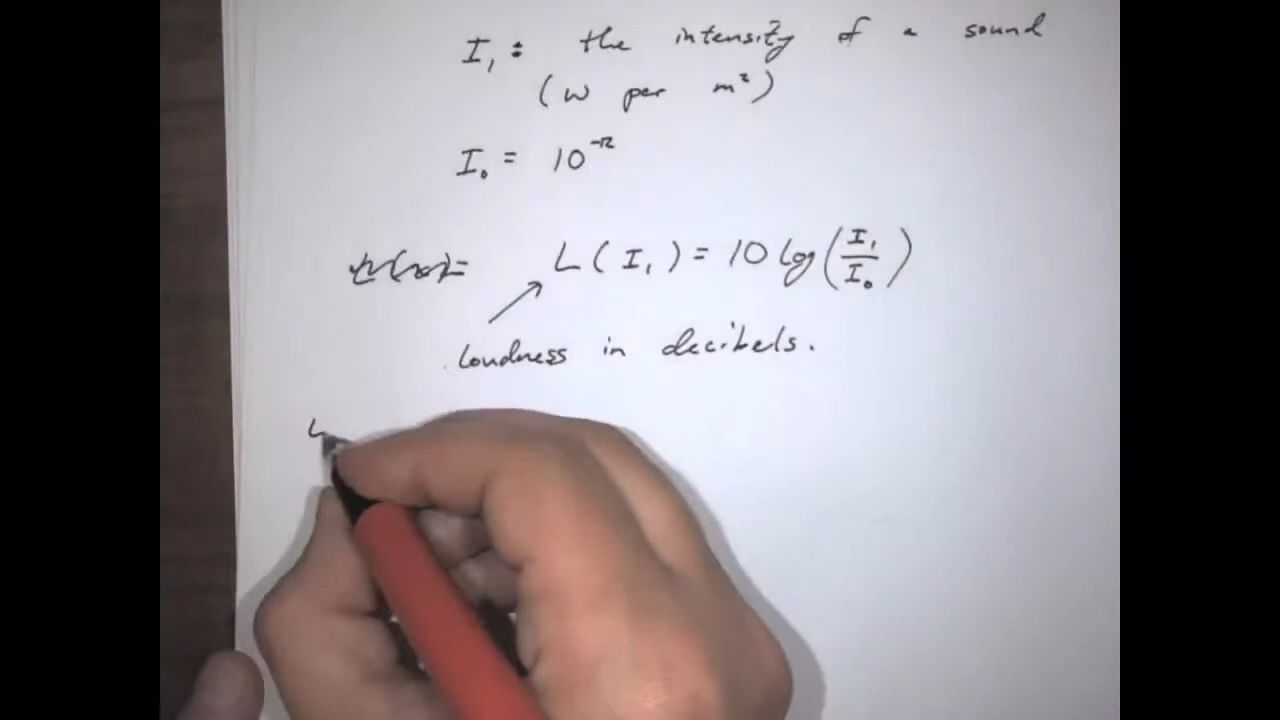 I₁ : the intensity of a sound
(W per m²)
I₀ = 10⁻¹²
L(I₁) = 10 log(I₁/I₀)
loudness in decibels.